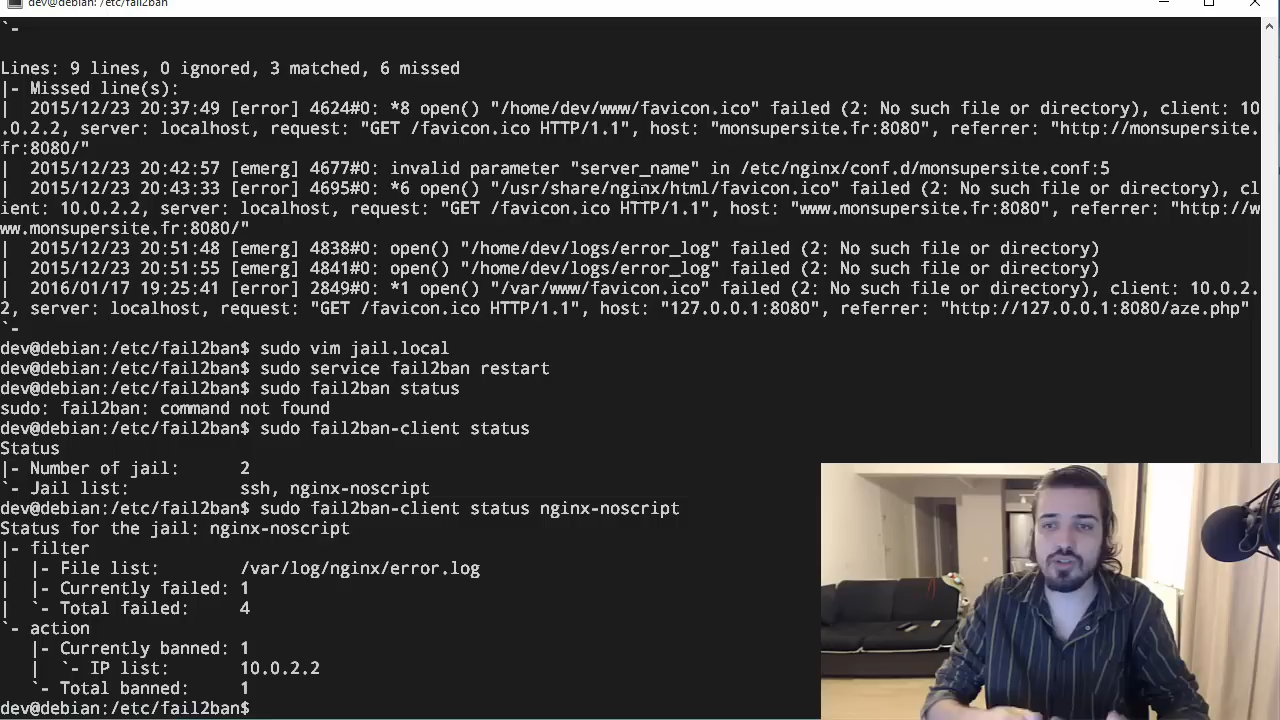 dev@debian: /etc/fail2ban
`-
Lines: 9 lines, 0 ignored, 3 matched, 6 missed
|- Missed line(s):
|  2015/12/23 20:37:49 [error] 4624#0: *8 open() "/home/dev/www/favicon.ico" failed (2: No such file or directory), client: 10
.0.2.2, server: localhost, request: "GET /favicon.ico HTTP/1.1", host: "monsupersite.fr:8080", referrer: "http://monsupersite.
fr:8080/"
|  2015/12/23 20:42:57 [emerg] 4677#0: invalid parameter "server_name" in /etc/nginx/conf.d/monsupersite.conf:5
|  2015/12/23 20:43:33 [error] 4695#0: *6 open() "/usr/share/nginx/html/favicon.ico" failed (2: No such file or directory), cl
ient: 10.0.2.2, server: localhost, request: "GET /favicon.ico HTTP/1.1", host: "www.monsupersite.fr:8080", referrer: "http://w
ww.monsupersite.fr:8080/"
|  2015/12/23 20:51:48 [emerg] 4838#0: open() "/home/dev/logs/error_log" failed (2: No such file or directory)
|  2015/12/23 20:51:55 [emerg] 4841#0: open() "/home/dev/logs/error_log" failed (2: No such file or directory)
|  2016/01/17 19:25:41 [error] 2849#0: *1 open() "/var/www/favicon.ico" failed (2: No such file or directory), client: 10.0.2.
2, server: localhost, request: "GET /favicon.ico HTTP/1.1", host: "127.0.0.1:8080", referrer: "http://127.0.0.1:8080/aze.php"
`-
dev@debian:/etc/fail2ban$ sudo vim jail.local
dev@debian:/etc/fail2ban$ sudo service fail2ban restart
dev@debian:/etc/fail2ban$ sudo fail2ban status
sudo: fail2ban: command not found
dev@debian:/etc/fail2ban$ sudo fail2ban-client status
Status
|- Number of jail:      2
`- Jail list:           ssh, nginx-noscript
dev@debian:/etc/fail2ban$ sudo fail2ban-client status nginx-noscript
Status for the jail: nginx-noscript
|- filter
|  |- File list:        /var/log/nginx/error.log
|  |- Currently failed: 1
|  `- Total failed:     4
`- action
   |- Currently banned: 1
   |  `- IP list:       10.0.2.2
   `- Total banned:     1
dev@debian:/etc/fail2ban$